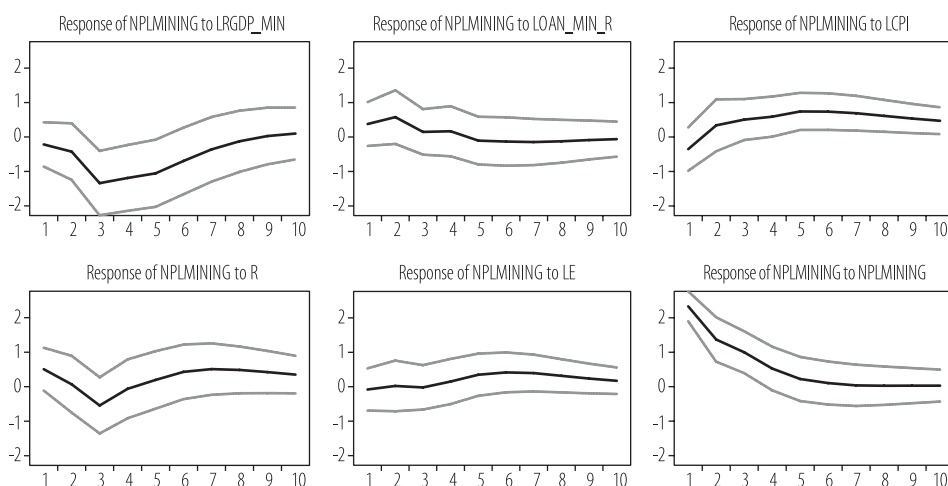 Response of NPLMINING to LRGDP_MIN
Response of NPLMINING to LOAN_MIN_R
Response of NPLMINING to LCPI
2
1
0
–1
–2
1 2 3 4 5 6 7 8 9 10
2
1
0
–1
–2
1 2 3 4 5 6 7 8 9 10
2
1
0
–1
–2
1 2 3 4 5 6 7 8 9 10
Response of NPLMINING to R
Response of NPLMINING to LE
Response of NPLMINING to NPLMINING
2
1
0
–1
–2
1 2 3 4 5 6 7 8 9 10
2
1
0
–1
–2
1 2 3 4 5 6 7 8 9 10
2
1
0
–1
–2
1 2 3 4 5 6 7 8 9 10